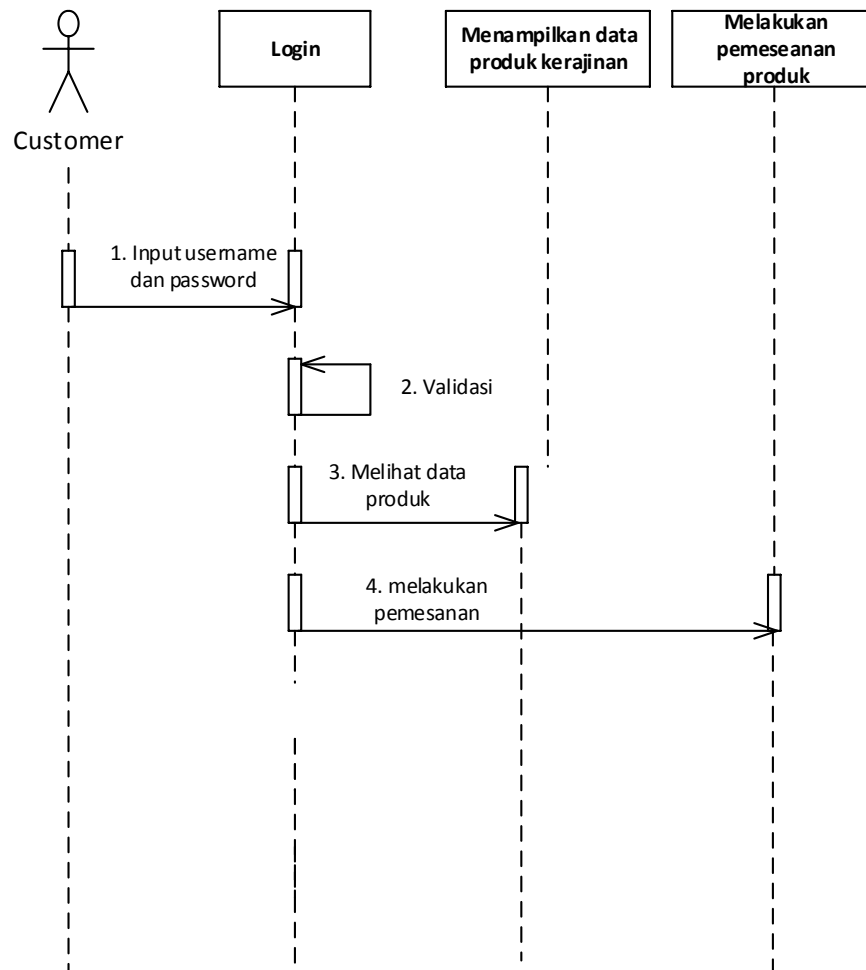 Customer
Login
Menampilkan data
produk kerajinan
Melakukan
pemeseanan
produk
1. Input username
dan password
2. Validasi
3. Melihat data
produk
4. melakukan
pemesanan